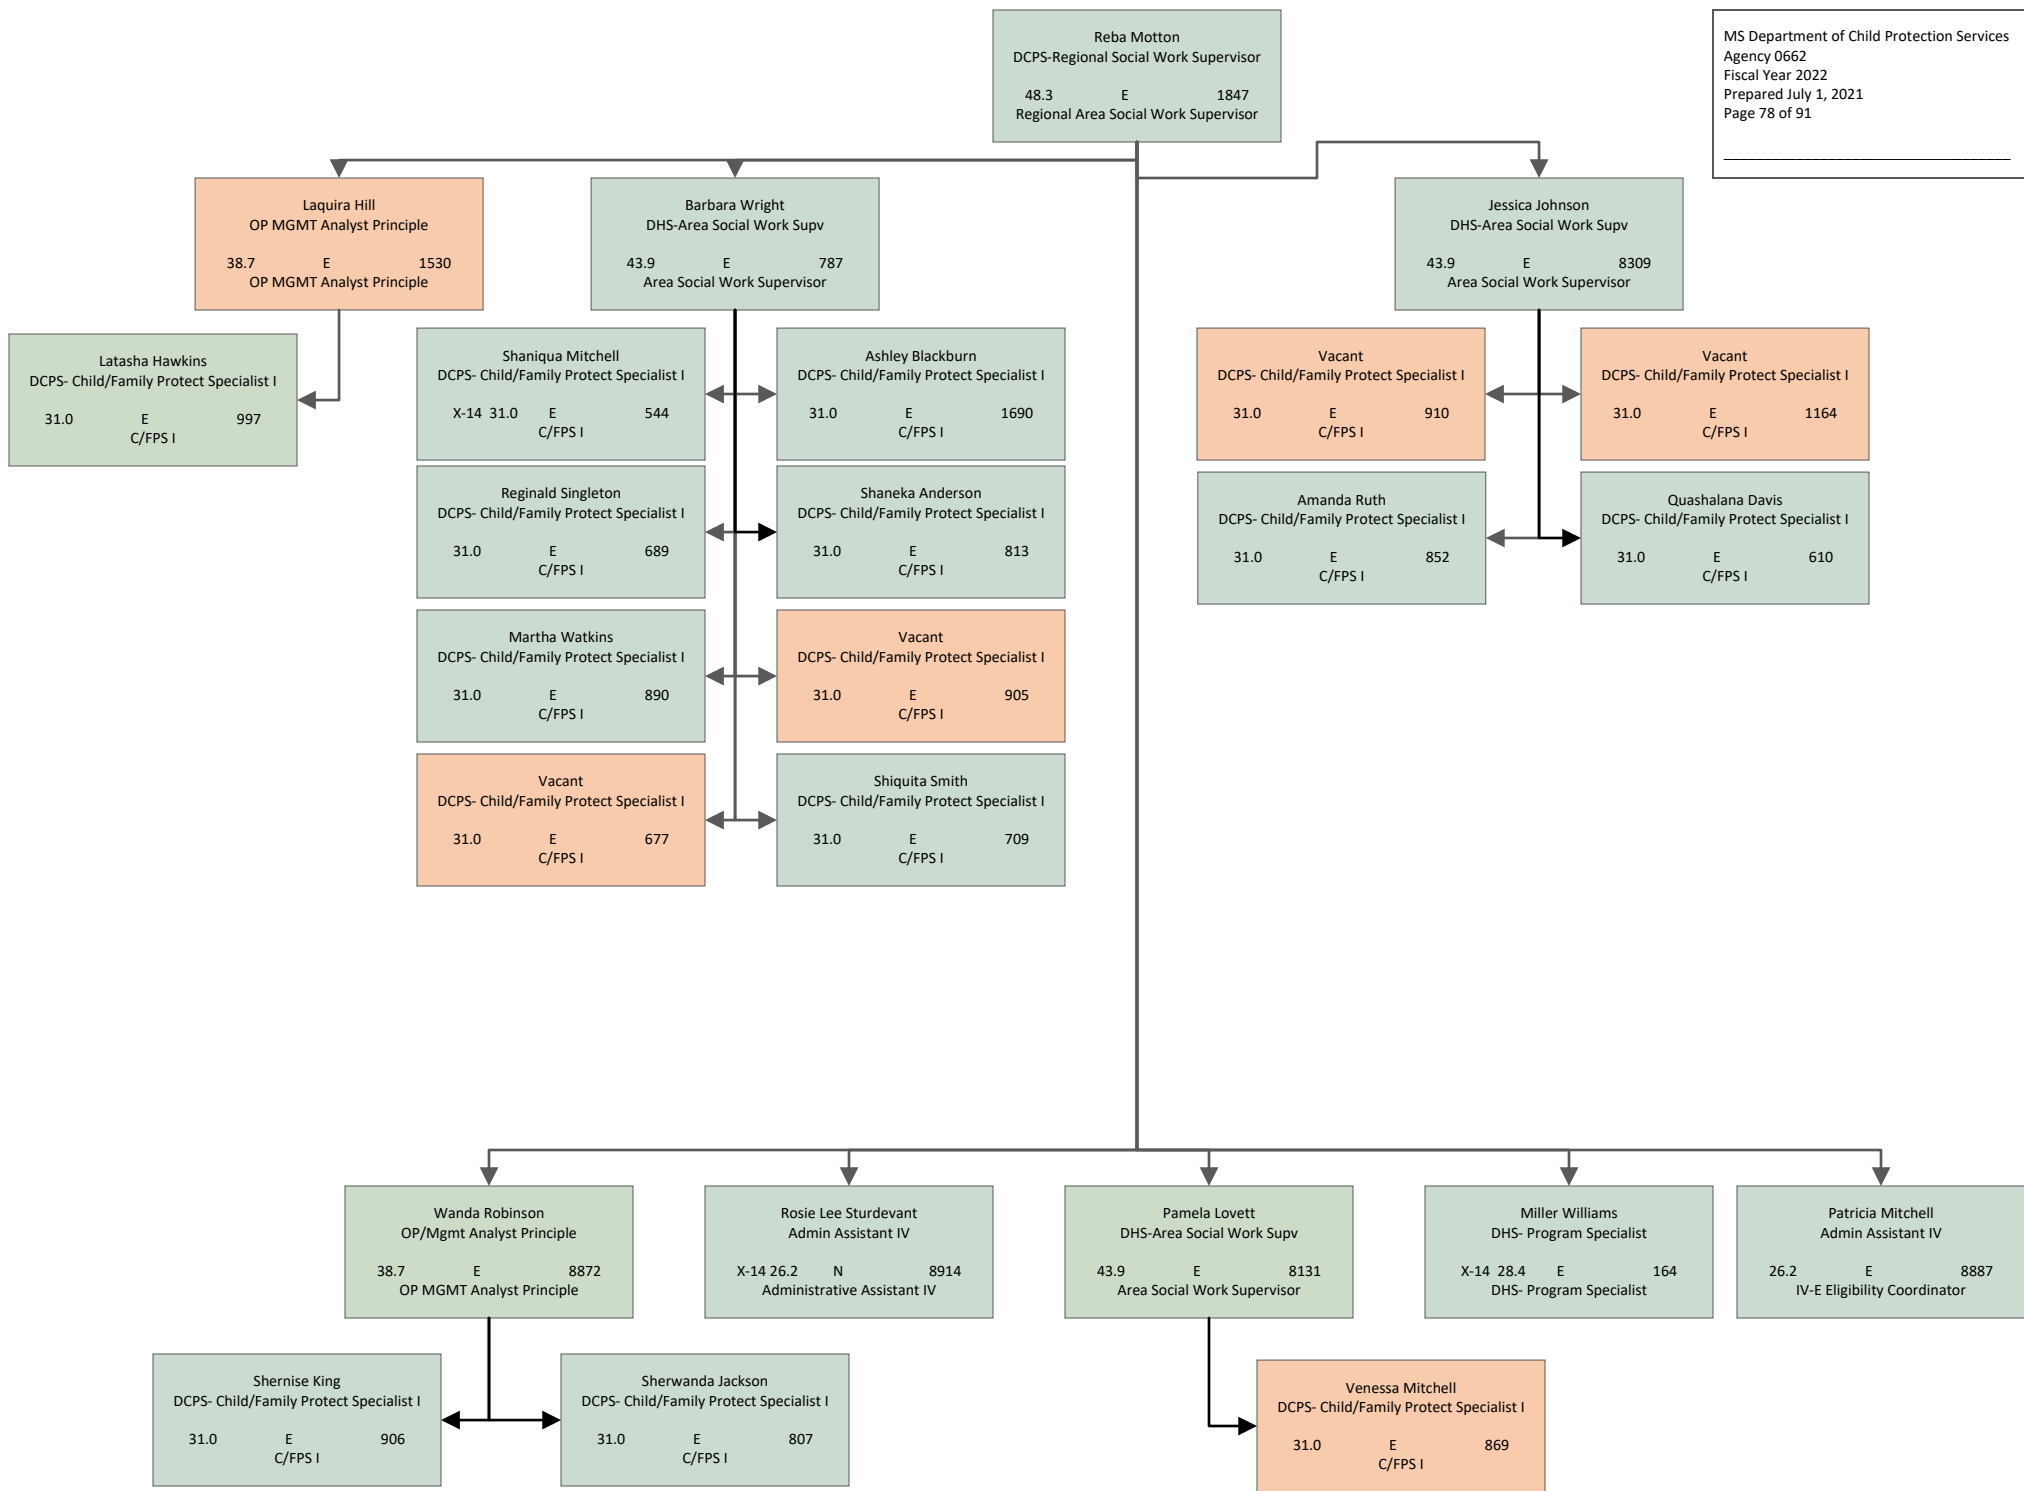 Reba Motton
DCPS-Regional Social Work Supervisor
48.3 E 1847
Regional Area Social Work Supervisor
MS Department of Child Protection Services
Agency 0662
Fiscal Year 2022
Prepared July 1, 2021
Page 78 of 91
Laquira Hill
OP MGMT Analyst Principle
38.7 E 1530
OP MGMT Analyst Principle
Barbara Wright
DHS-Area Social Work Supv
43.9 E 787
Area Social Work Supervisor
Jessica Johnson
DHS-Area Social Work Supv
43.9 E 8309
Area Social Work Supervisor
Latasha Hawkins
DCPS- Child/Family Protect Specialist I
31.0 E 997
C/FPS I
Shaniqua Mitchell
DCPS- Child/Family Protect Specialist I
X-14 31.0 E 544
C/FPS I
Ashley Blackburn
DCPS- Child/Family Protect Specialist I
31.0 E 1690
C/FPS I
Vacant
DCPS- Child/Family Protect Specialist I
31.0 E 910
C/FPS I
Vacant
DCPS- Child/Family Protect Specialist I
31.0 E 1164
C/FPS I
Reginald Singleton
DCPS- Child/Family Protect Specialist I
31.0 E 689
C/FPS I
Shaneka Anderson
DCPS- Child/Family Protect Specialist I
31.0 E 813
C/FPS I
Amanda Ruth
DCPS- Child/Family Protect Specialist I
31.0 E 852
C/FPS I
Quashalana Davis
DCPS- Child/Family Protect Specialist I
31.0 E 610
C/FPS I
Martha Watkins
DCPS- Child/Family Protect Specialist I
31.0 E 890
C/FPS I
Vacant
DCPS- Child/Family Protect Specialist I
31.0 E 905
C/FPS I
Vacant
DCPS- Child/Family Protect Specialist I
31.0 E 677
C/FPS I
Shiquita Smith
DCPS- Child/Family Protect Specialist I
31.0 E 709
C/FPS I
Wanda Robinson
OP/Mgmt Analyst Principle
38.7 E 8872
OP MGMT Analyst Principle
Rosie Lee Sturdevant
Admin Assistant IV
X-14 26.2 N 8914
Administrative Assistant IV
Pamela Lovett
DHS-Area Social Work Supv
43.9 E 8131
Area Social Work Supervisor
Miller Williams
DHS- Program Specialist
X-14 28.4 E 164
DHS- Program Specialist
Patricia Mitchell
Admin Assistant IV
26.2 E 8887
IV-E Eligibility Coordinator
Shernise King
DCPS- Child/Family Protect Specialist I
31.0 E 906
C/FPS I
Sherwanda Jackson
DCPS- Child/Family Protect Specialist I
31.0 E 807
C/FPS I
Venessa Mitchell
DCPS- Child/Family Protect Specialist I
31.0 E 869
C/FPS I